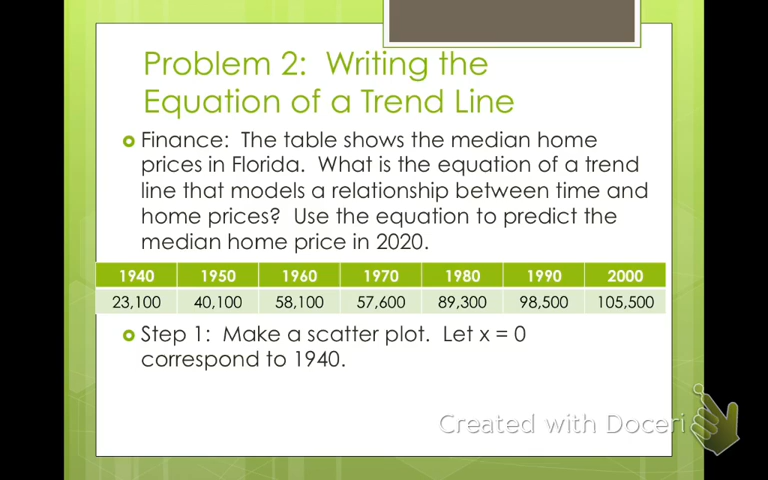 Problem 2: Writing the
Equation of a Trend Line
Finance: The table shows the median home
prices in Florida. What is the equation of a trend
line that models a relationship between time and
home prices? Use the equation to predict the
median home price in 2020.
1940 1950 1960 1970 1980 1990 2000
23,100 40,100 58,100 57,600 89,300 98,500 105,500
Step 1: Make a scatter plot. Let x = 0
correspond to 1940.
Created with Doceri